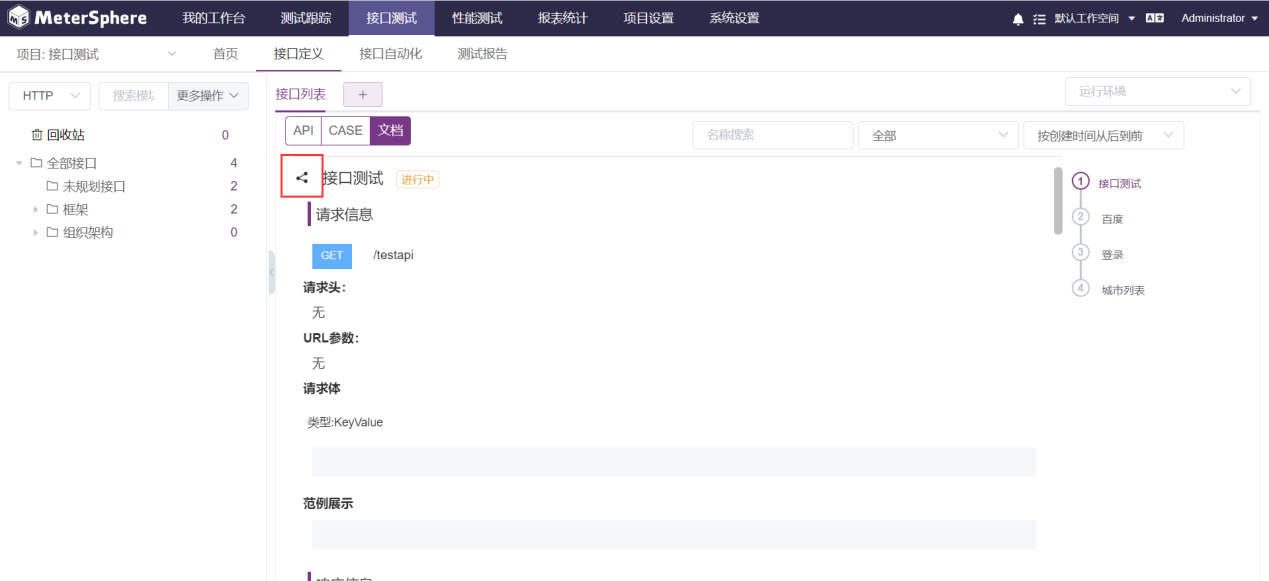 MeterSphere 我的工作台 测试跟踪 接口测试 性能测试 报表统计 项目设置 系统设置 默认工作空间 Administrator
项目: 接口测试 首页 接口定义 接口自动化 测试报告
HTTP 搜索模块 更多操作 接口列表 + 运行环境
API CASE 文档 名称搜索 全部 按创建时间从后到前
回收站 0
全部接口 4
未规划接口 2
框架 2
组织架构 0
接口测试 进行中
请求信息
GET /testapi
请求头：
无
URL参数：
无
请求体
类型:KeyValue
范例展示
响应信息
1 接口测试
2 百度
3 登录
4 城市列表